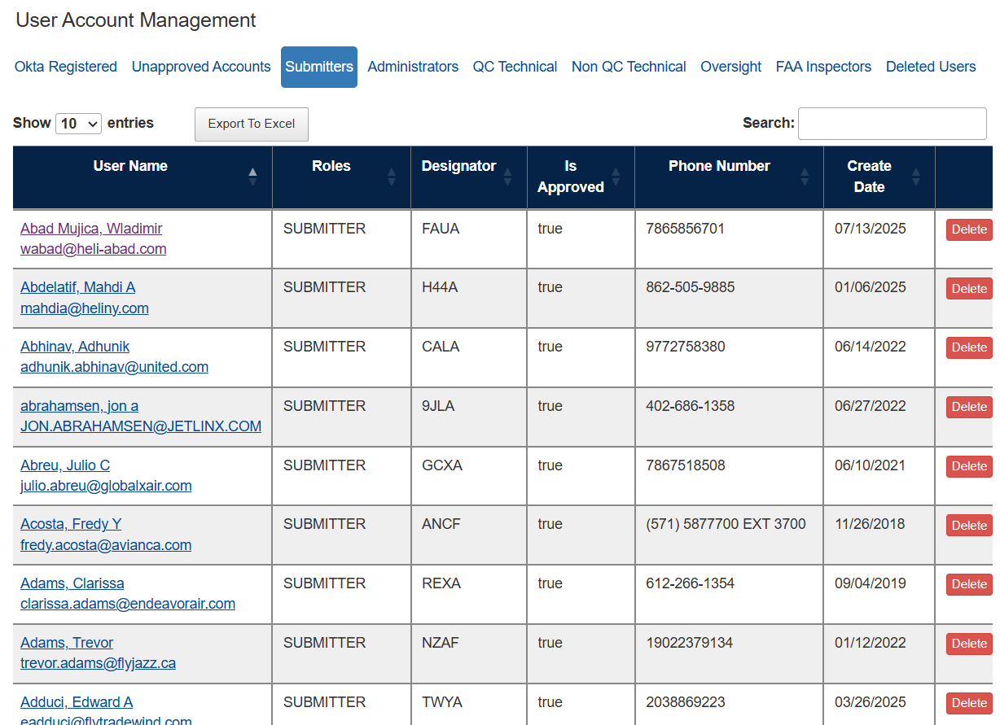 User Account Management
Okta Registered Unapproved Accounts Submitters Administrators QC Technical Non QC Technical Oversight FAA Inspectors Deleted Users
Show 10 entries Export To Excel Search:
User Name Roles Designator Is Approved Phone Number Create Date
Abad Mujica, Wladimir SUBMITTER FAUA true 7865856701 07/13/2025 Delete
wabad@heli-abad.com
Abdelatif, Mahdi A SUBMITTER H44A true 862-505-9885 01/06/2025 Delete
mahdia@heliny.com
Abhinav, Adhunik SUBMITTER CALA true 9772758380 06/14/2022 Delete
adhunik.abhinav@united.com
abrahamsen, jon a SUBMITTER 9JLA true 402-686-1358 06/27/2022 Delete
JON.ABRAHAMSEN@JETLINX.COM
Abreu, Julio C SUBMITTER GCXA true 7867518508 06/10/2021 Delete
julio.abreu@globalxair.com
Acosta, Fredy Y SUBMITTER ANCF true (571) 5877700 EXT 3700 11/26/2018 Delete
fredy.acosta@avianca.com
Adams, Clarissa SUBMITTER REXA true 612-266-1354 09/04/2019 Delete
clarissa.adams@endeavorair.com
Adams, Trevor SUBMITTER NZAF true 19022379134 01/12/2022 Delete
trevor.adams@flyjazz.ca
Adduci, Edward A SUBMITTER TWYA true 2038869223 03/26/2025 Delete
eadduci@flytradewind.com